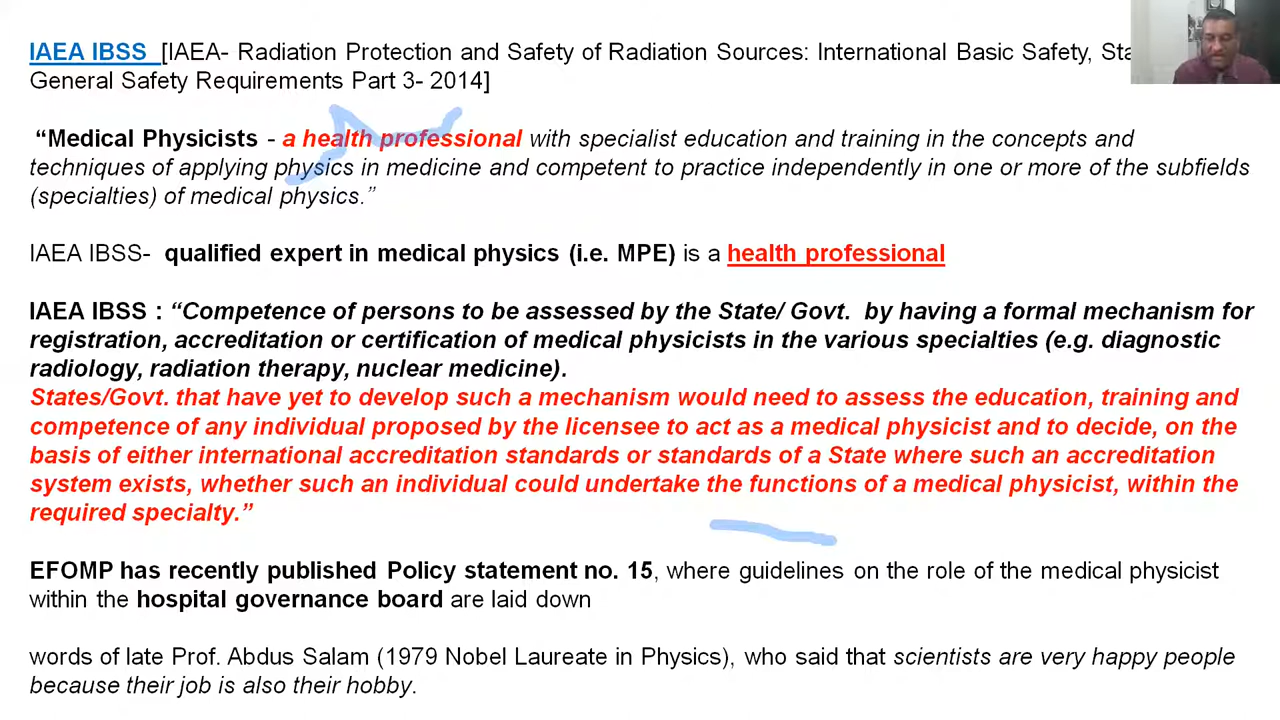 IAEA IBSS [IAEA- Radiation Protection and Safety of Radiation Sources: International Basic Safety,
General Safety Requirements Part 3- 2014]
“Medical Physicists - a health professional with specialist education and training in the concepts and
techniques of applying physics in medicine and competent to practice independently in one or more of the subfields
(specialties) of medical physics.”
IAEA IBSS- qualified expert in medical physics (i.e. MPE) is a health professional
IAEA IBSS : “Competence of persons to be assessed by the State/ Govt. by having a formal mechanism for
registration, accreditation or certification of medical physicists in the various specialties (e.g. diagnostic
radiology, radiation therapy, nuclear medicine).
States/Govt. that have yet to develop such a mechanism would need to assess the education, training and
competence of any individual proposed by the licensee to act as a medical physicist and to decide, on the
basis of either international accreditation standards or standards of a State where such an accreditation
system exists, whether such an individual could undertake the functions of a medical physicist, within the
required specialty.”
EFOMP has recently published Policy statement no. 15, where guidelines on the role of the medical physicist
within the hospital governance board are laid down
words of late Prof. Abdus Salam (1979 Nobel Laureate in Physics), who said that scientists are very happy people
because their job is also their hobby.